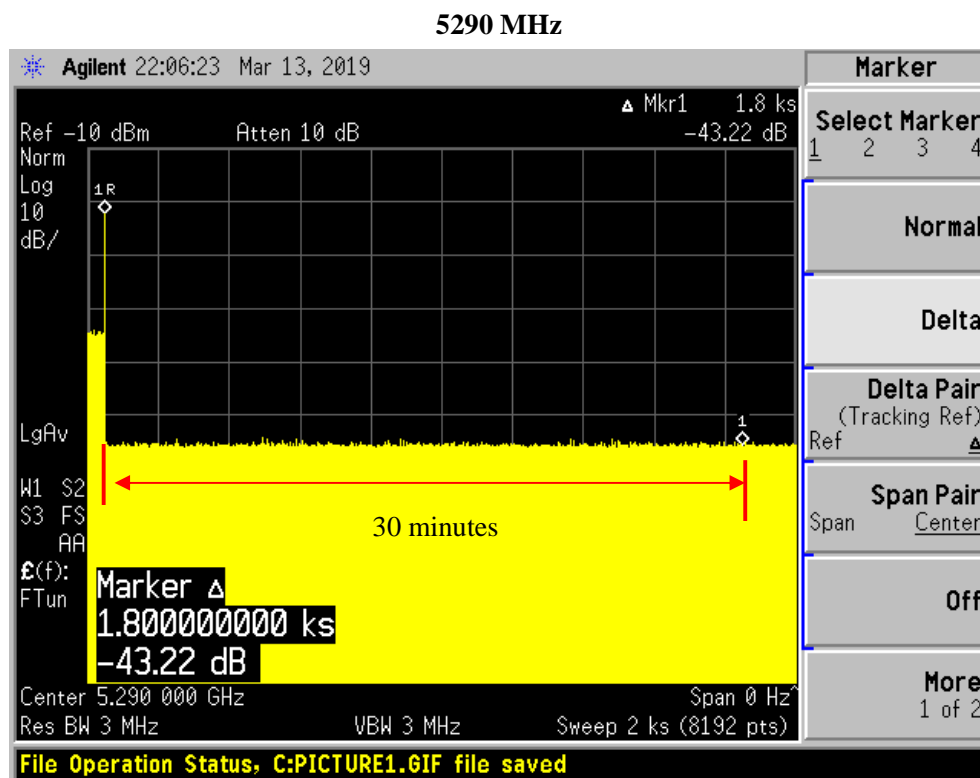 5290 MHz
Agilent 22:06:23 Mar 13, 2019
Marker
Δ Mkr1 1.8 ks
Ref -10 dBm Atten 10 dB -43.22 dB
Norm
Log
10
dB/
1R
1
LgAv
W1 S2
S3 FS
AA
£(f):
FTun
30 minutes
Marker Δ
1.800000000 ks
-43.22 dB
Center 5.290 000 GHz Span 0 Hz^
Res BW 3 MHz VBW 3 MHz Sweep 2 ks (8192 pts)
File Operation Status, C:PICTURE1.GIF file saved
Select Marker
1 2 3 4
Normal
Delta
Delta Pair
(Tracking Ref)
Ref Δ
Span Pair
Span Center
Off
More
1 of 2